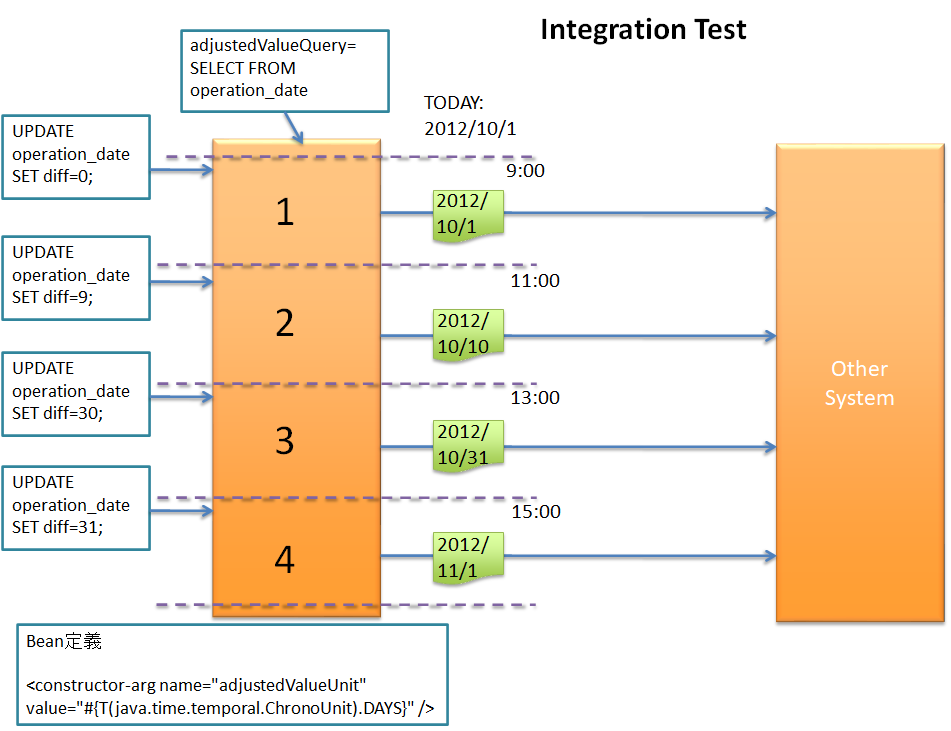 Integration Test
adjustedValueQuery=
SELECT FROM
operation_date
TODAY:
2012/10/1
UPDATE
operation_date
SET diff=0;
9:00
1
2012/
10/1
UPDATE
operation_date
SET diff=9;
11:00
2
2012/
10/10
UPDATE
operation_date
SET diff=30;
13:00
3
2012/
10/31
Other
System
UPDATE
operation_date
SET diff=31;
15:00
4
2012/
11/1
Bean定義
<constructor-arg name="adjustedValueUnit"
value="#{T(java.time.temporal.ChronoUnit).DAYS}" />